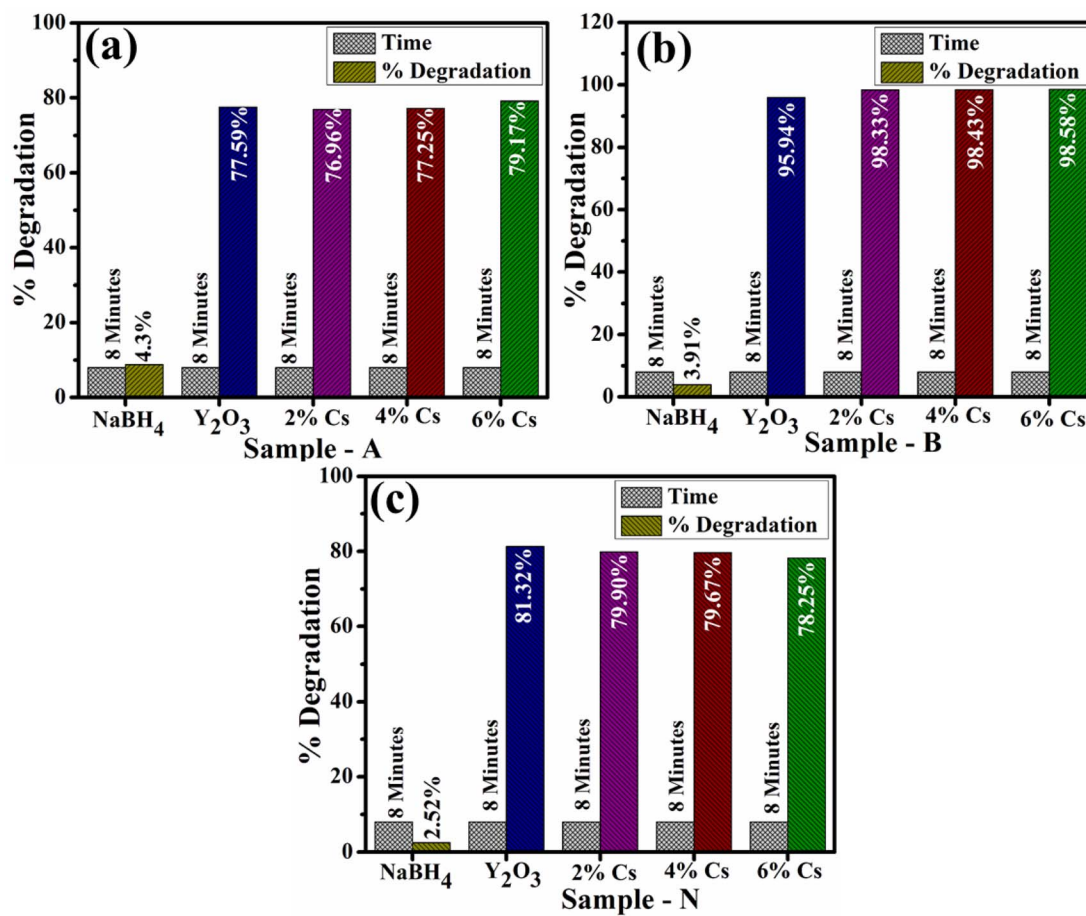 (a)
Time
% Degradation
% Degradation
100
80
60
40
20
0
8 Minutes
4.3%
8 Minutes
77.59%
8 Minutes
76.96%
8 Minutes
77.25%
8 Minutes
79.17%
NaBH4
Y2O3
2% Cs
4% Cs
6% Cs
Sample - A
(b)
Time
% Degradation
% Degradation
120
100
80
60
40
20
0
8 Minutes
3.91%
8 Minutes
95.94%
8 Minutes
98.33%
8 Minutes
98.43%
8 Minutes
98.58%
NaBH4
Y2O3
2% Cs
4% Cs
6% Cs
Sample - B
(c)
Time
% Degradation
% Degradation
100
80
60
40
20
0
8 Minutes
2.52%
8 Minutes
81.32%
8 Minutes
79.90%
8 Minutes
79.67%
8 Minutes
78.25%
NaBH4
Y2O3
2% Cs
4% Cs
6% Cs
Sample - N